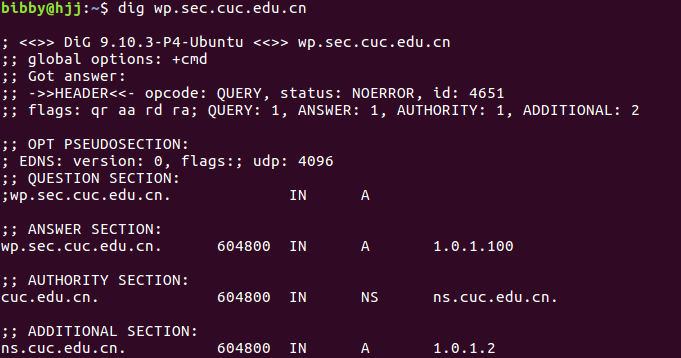 bibby@hjj:~$ dig wp.sec.cuc.edu.cn
; <<>> DiG 9.10.3-P4-Ubuntu <<>> wp.sec.cuc.edu.cn
;; global options: +cmd
;; Got answer:
;; ->>HEADER<<- opcode: QUERY, status: NOERROR, id: 4651
;; flags: qr aa rd ra; QUERY: 1, ANSWER: 1, AUTHORITY: 1, ADDITIONAL: 2
;; OPT PSEUDOSECTION:
; EDNS: version: 0, flags:; udp: 4096
;; QUESTION SECTION:
;wp.sec.cuc.edu.cn. IN A
;; ANSWER SECTION:
wp.sec.cuc.edu.cn. 604800 IN A 1.0.1.100
;; AUTHORITY SECTION:
cuc.edu.cn. 604800 IN NS ns.cuc.edu.cn.
;; ADDITIONAL SECTION:
ns.cuc.edu.cn. 604800 IN A 1.0.1.2